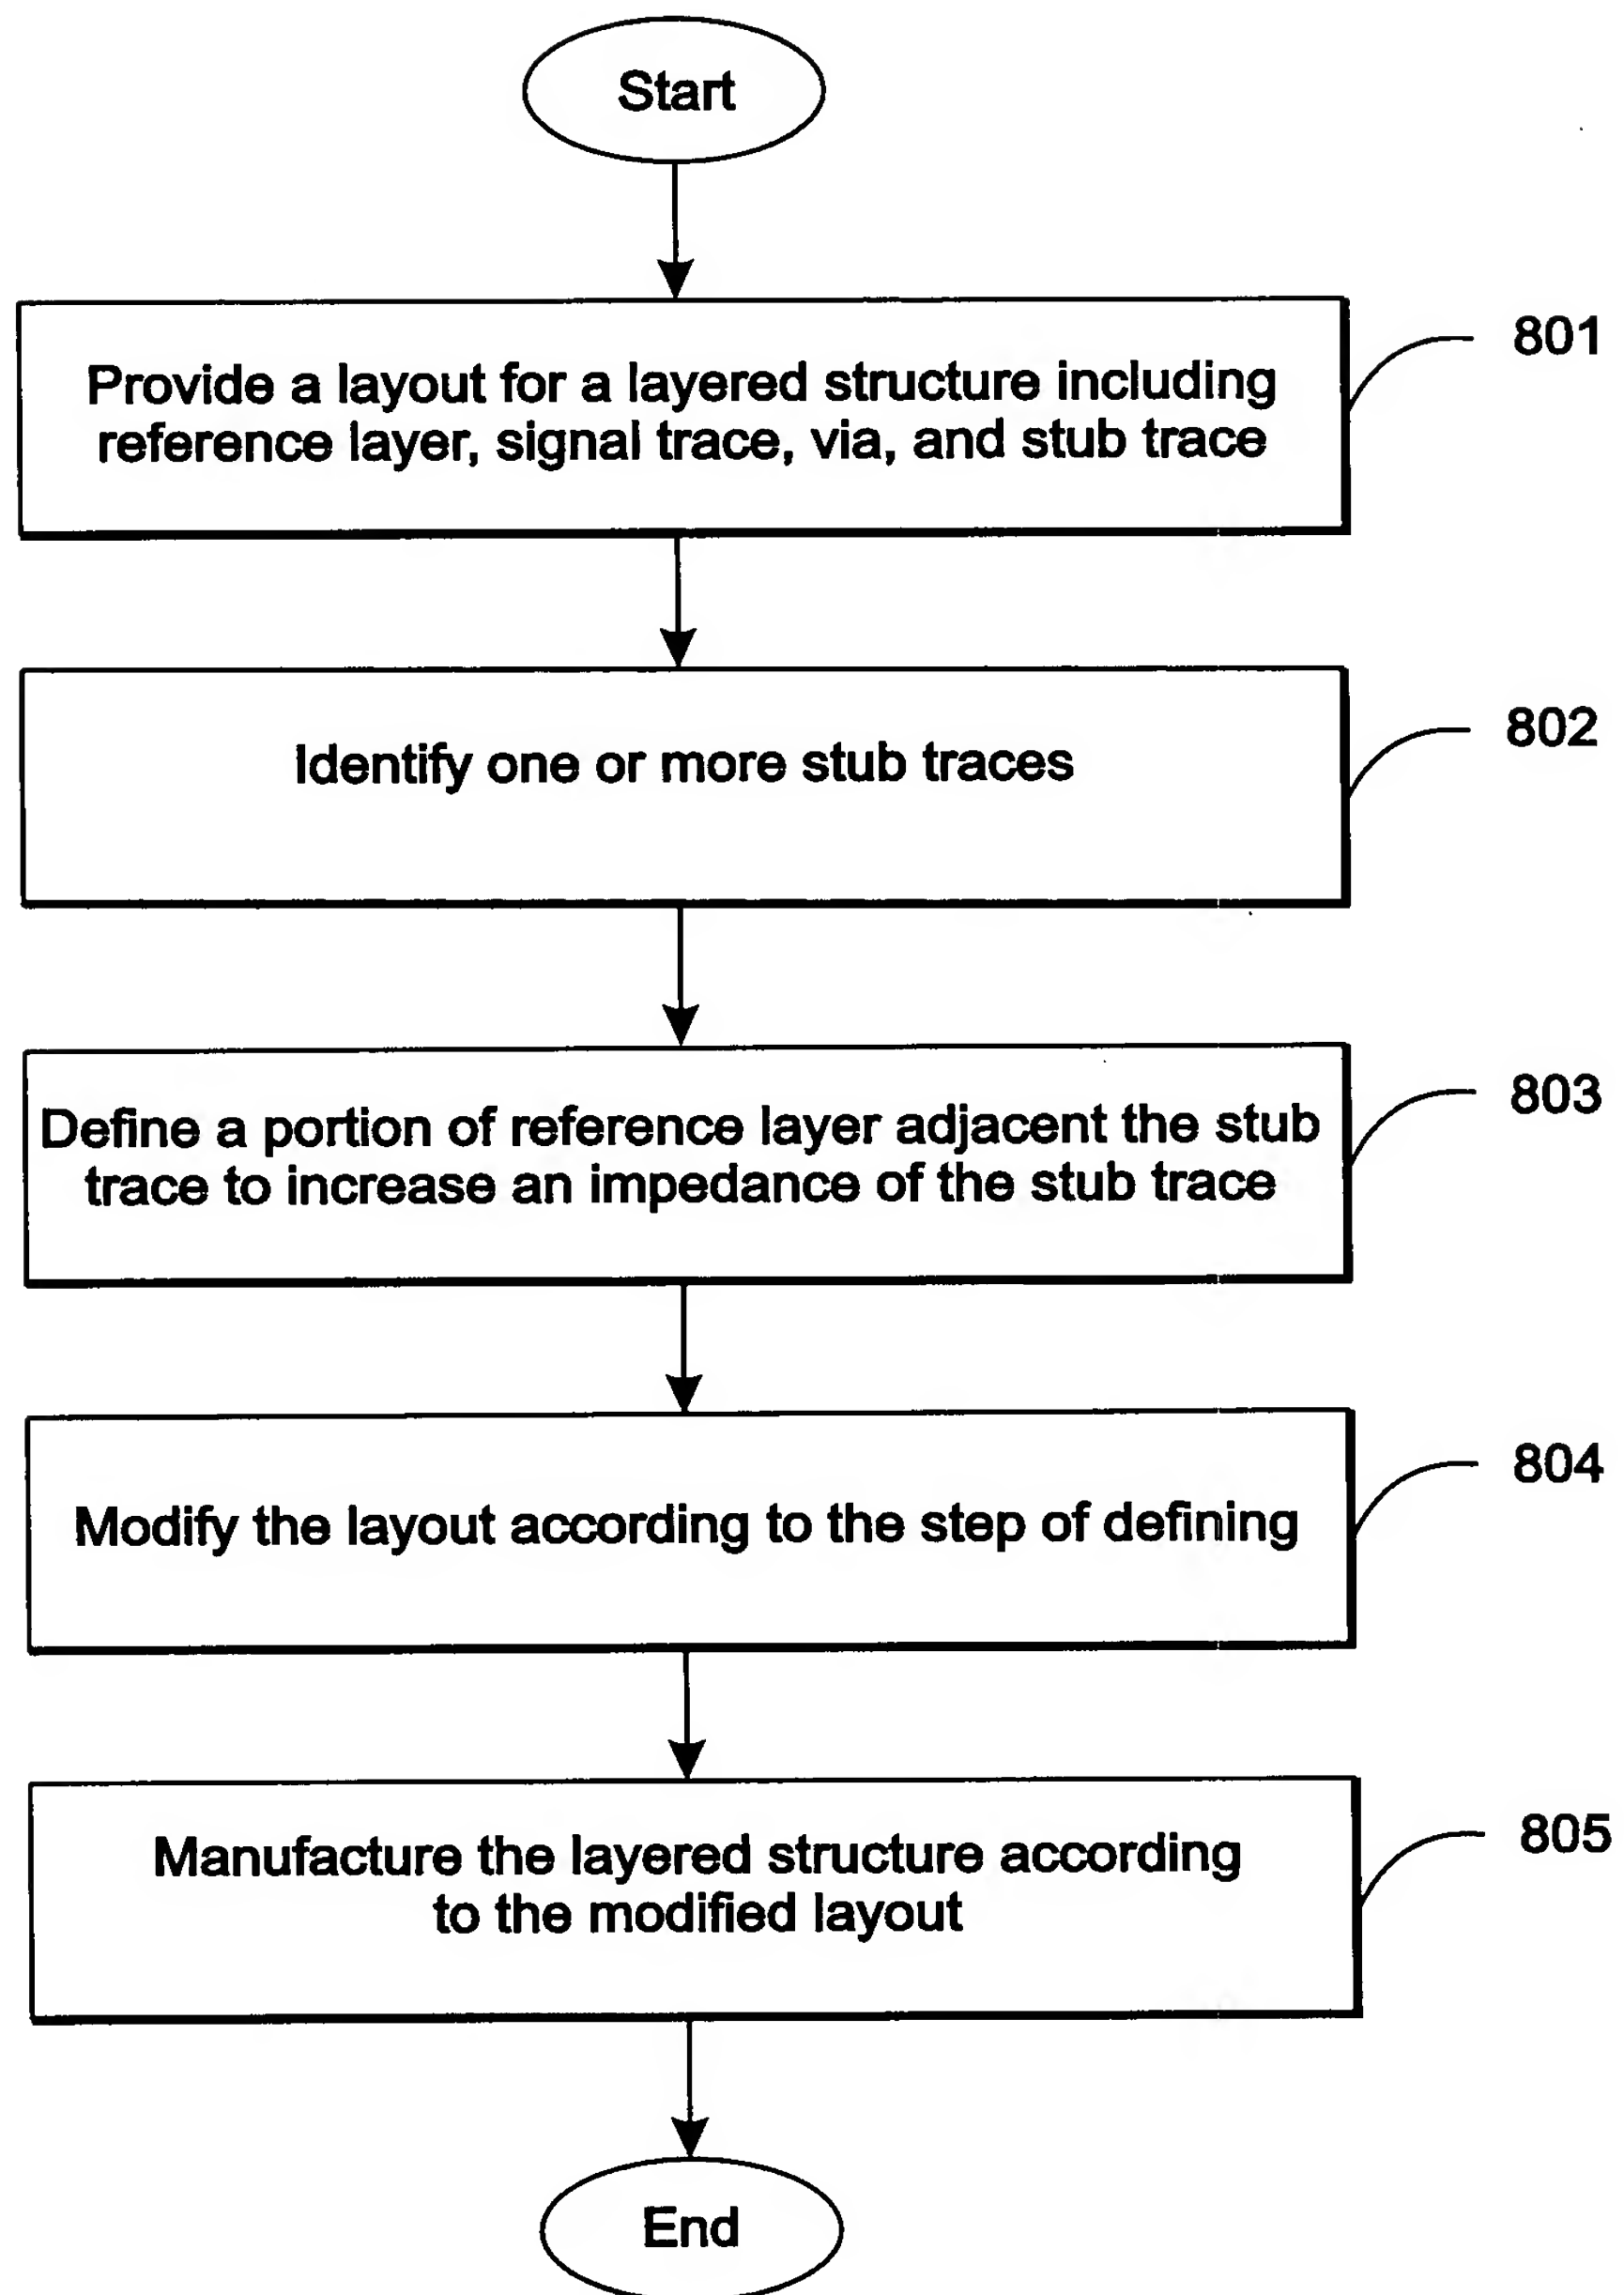 Start
801
Provide a layout for a layered structure including
reference layer, signal trace, via, and stub trace
802
Identify one or more stub traces
803
Define a portion of reference layer adjacent the stub
trace to increase an impedance of the stub trace
804
Modify the layout according to the step of defining
805
Manufacture the layered structure according
to the modified layout
End